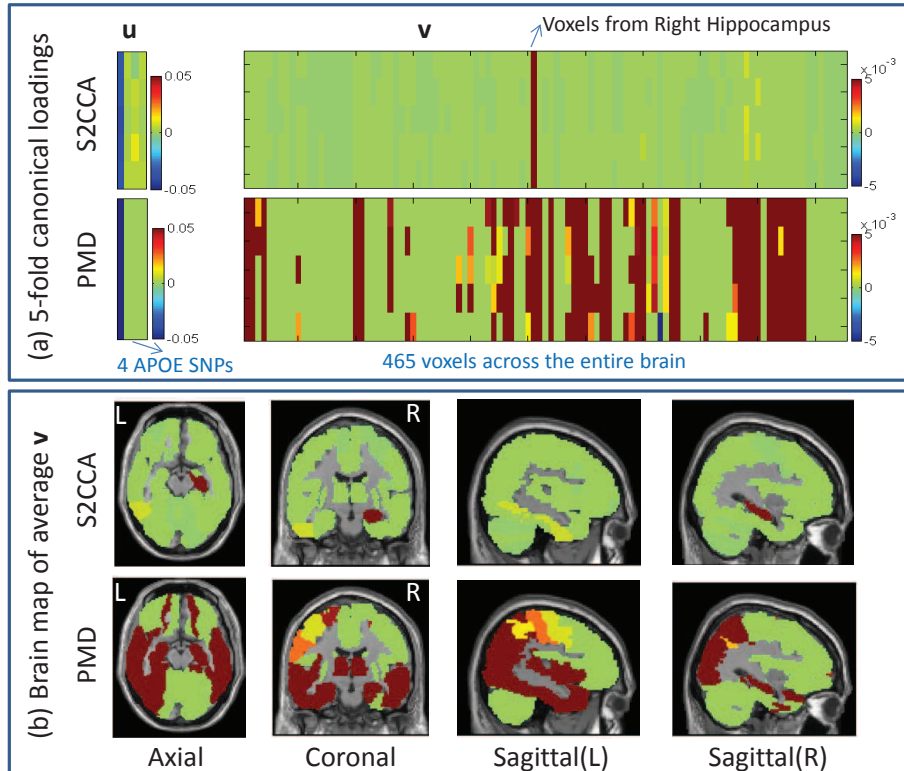 (a) 5-fold canonical loadings
u
v
Voxels from Right Hippocampus
S2CCA
0.05
0
-0.05
x 10-3
5
0
-5
PMD
0.05
0
-0.05
x 10-3
5
0
-5
4 APOE SNPs
465 voxels across the entire brain
(b) Brain map of average v
S2CCA
L
R
PMD
L
R
Axial
Coronal
Sagittal(L)
Sagittal(R)